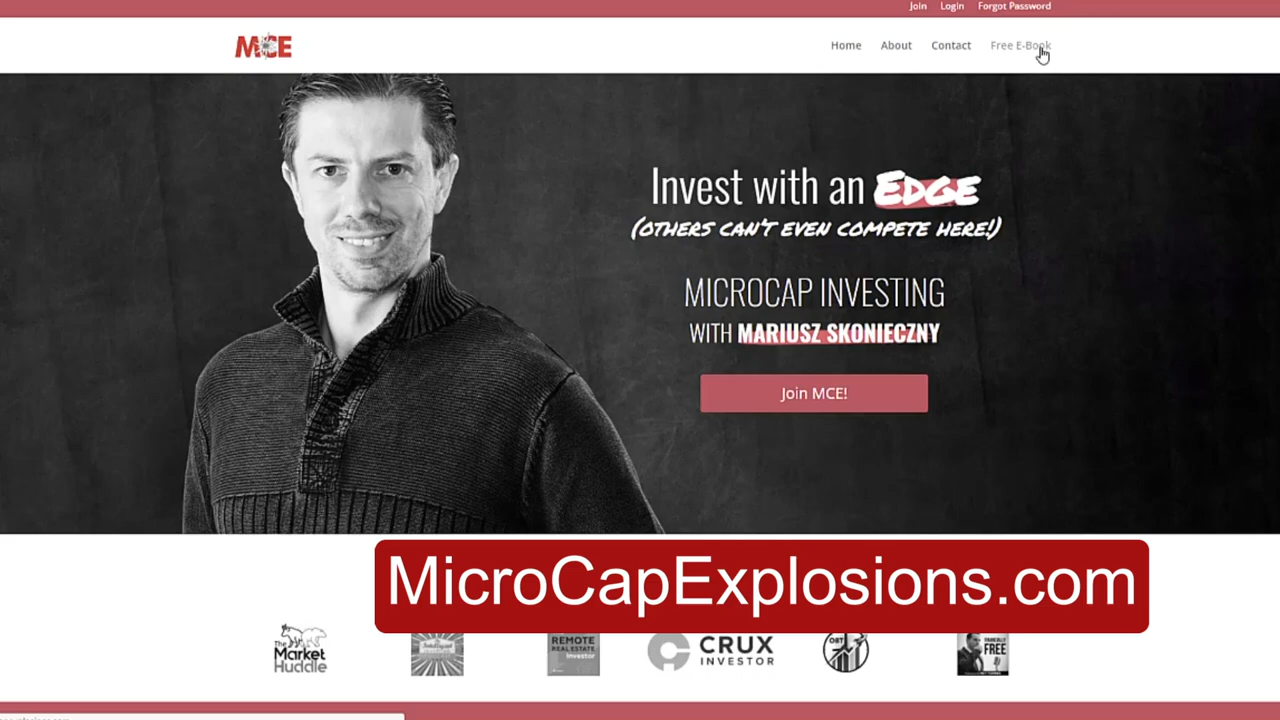 Join Login Forgot Password
MCE
Home About Contact Free E-Book
Invest with an EDGE
(OTHERS CAN'T EVEN COMPETE HERE!)
MICROCAP INVESTING
WITH MARIUSZ SKONIECZNY
Join MCE!
MicroCapExplosions.com
The Market Huddle
REMOTE
REAL ESTATE
Investor
CRUX
INVESTOR
OBT
FREE